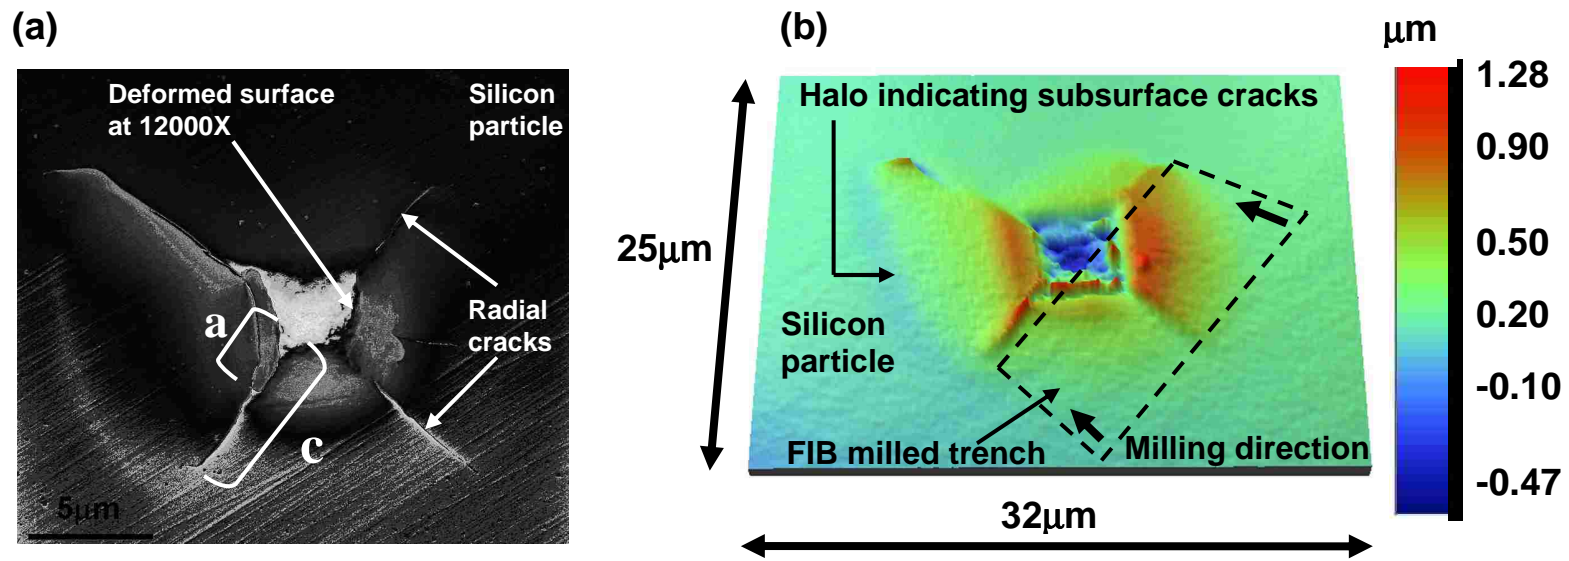 (a)
Deformed surface
at 12000X
Silicon
particle
a
Radial
cracks
c
5μm
(b)
μm
Halo indicating subsurface cracks
25μm
Silicon
particle
FIB milled trench
Milling direction
32μm
1.28
0.90
0.50
0.20
-0.10
-0.47